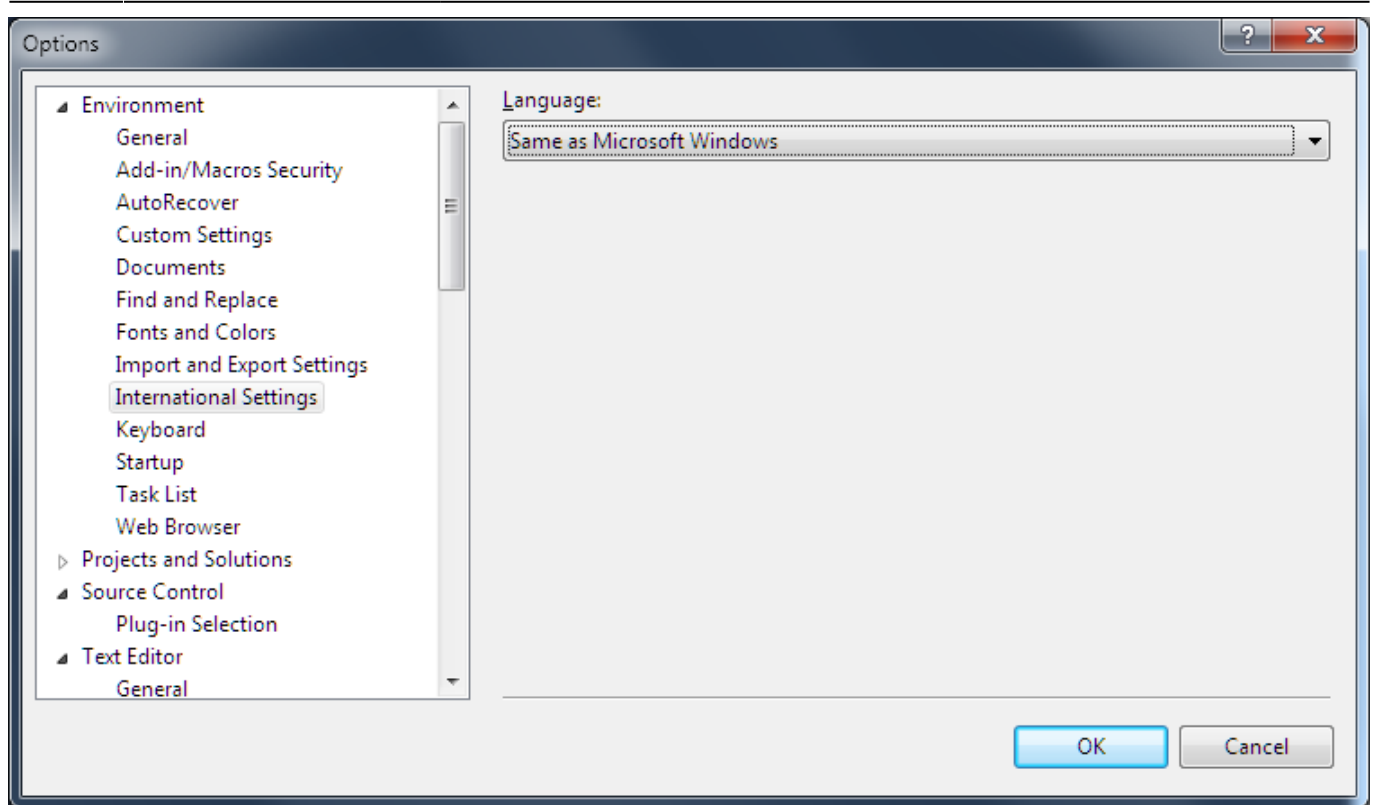 Options
?
X
Environment
General
Add-in/Macros Security
AutoRecover
Custom Settings
Documents
Find and Replace
Fonts and Colors
Import and Export Settings
International Settings
Keyboard
Startup
Task List
Web Browser
Projects and Solutions
Source Control
Plug-in Selection
Text Editor
General
Language:
Same as Microsoft Windows
OK
Cancel